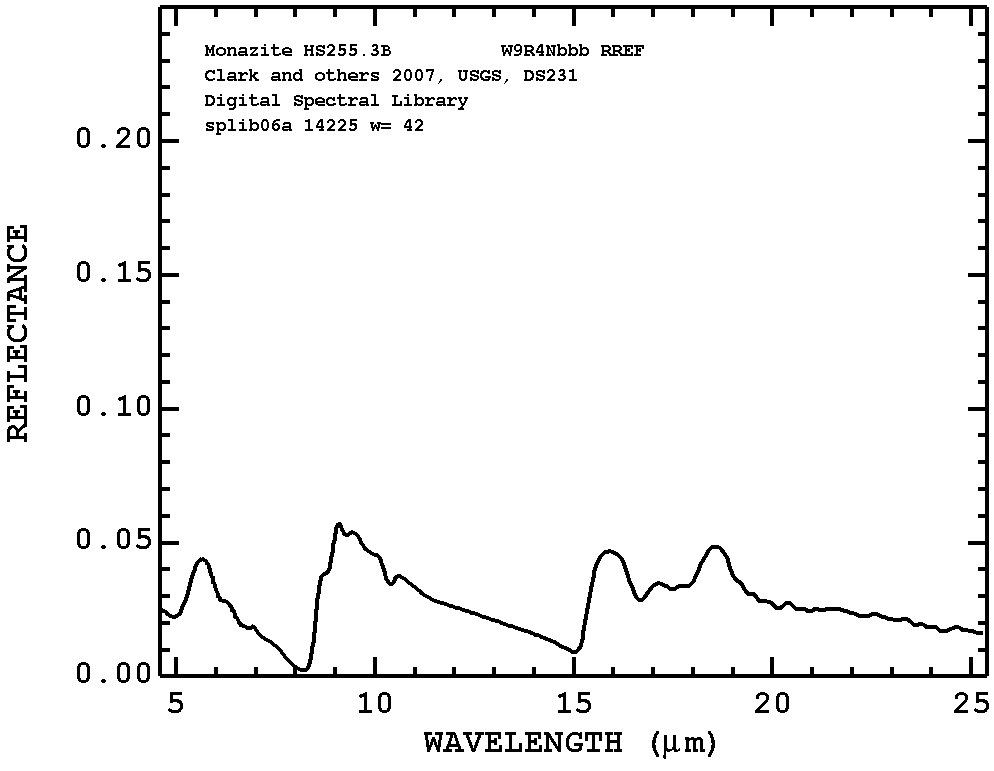 Monazite HS255.3B W9R4Nbbb RREF
Clark and others 2007, USGS, DS231
Digital Spectral Library
splib06a 14225 w= 42
0.20
0.15
0.10
0.05
0.00
REFLECTANCE
5 10 15 20 25
WAVELENGTH (μm)